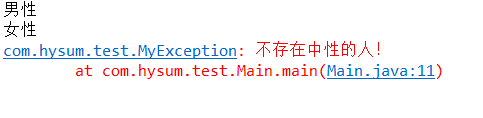 男性
女性
com.hysum.test.MyException: 不存在中性的人!
at com.hysum.test.Main.main(Main.java:11)